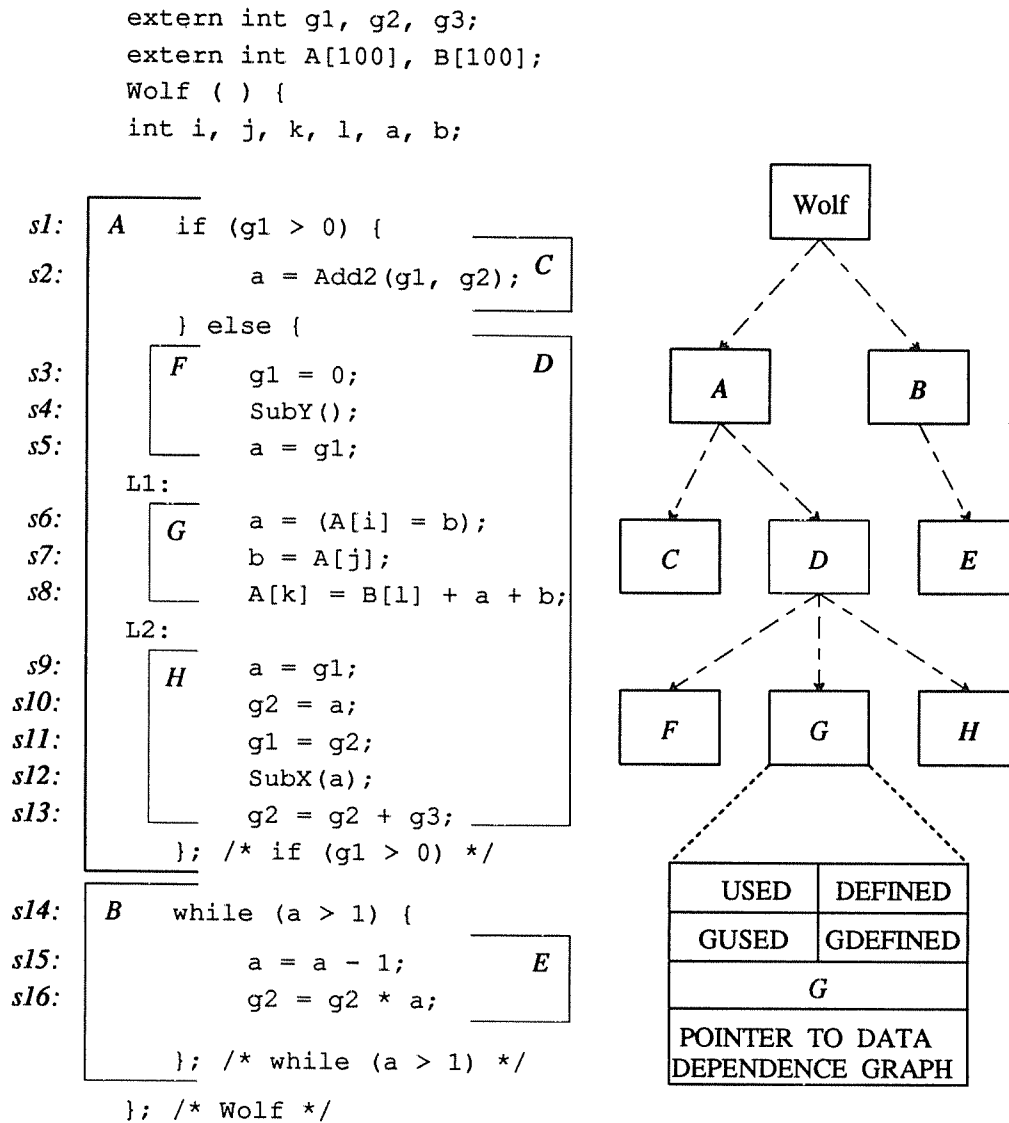 extern int g1, g2, g3;
extern int A[100], B[100];
Wolf ( ) {
int i, j, k, l, a, b;
s1: A if (g1 > 0) {
s2: a = Add2(g1, g2); C
} else {
F D
s3: g1 = 0;
s4: SubY();
s5: a = g1;
L1:
s6: G a = (A[i] = b);
s7: b = A[j];
s8: A[k] = B[l] + a + b;
L2:
s9: H a = g1;
s10: g2 = a;
s11: g1 = g2;
s12: SubX(a);
s13: g2 = g2 + g3;
}; /* if (g1 > 0) */
s14: B while (a > 1) {
s15: a = a - 1; E
s16: g2 = g2 * a;
}; /* while (a > 1) */
}; /* Wolf */
Wolf
A B
C D E
F G H
USED DEFINED
GUSED GDEFINED
G
POINTER TO DATA
DEPENDENCE GRAPH